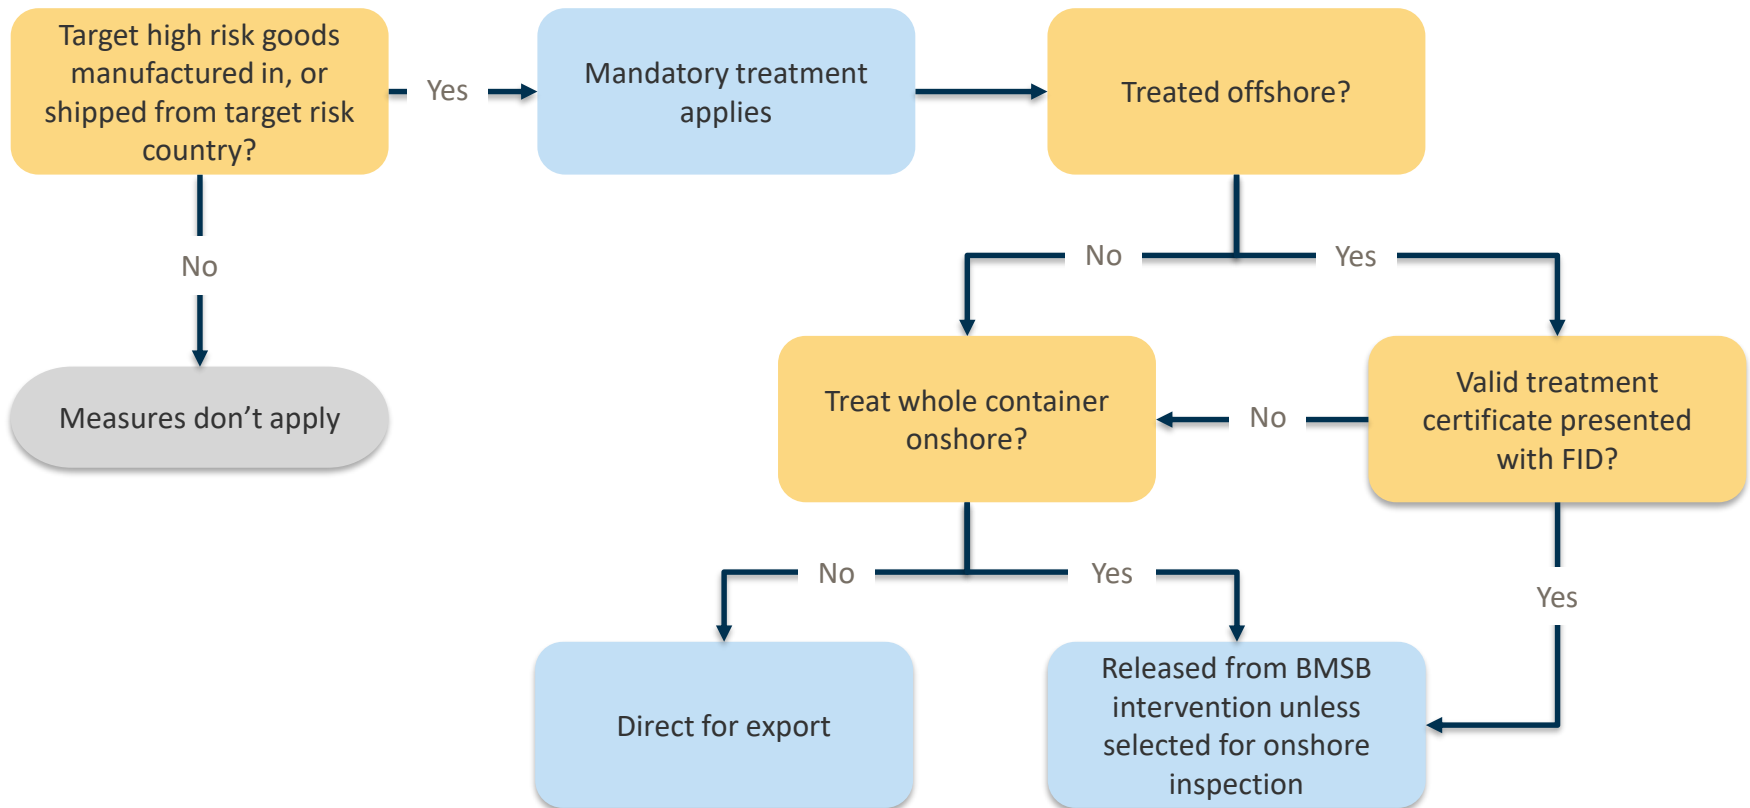 Target high risk goods
manufactured in, or
shipped from target risk
country?
Yes
Mandatory treatment
applies
Treated offshore?
No
No
Yes
Measures don’t apply
Treat whole container
onshore?
No
Valid treatment
certificate presented
with FID?
No
Yes
Yes
Direct for export
Released from BMSB
intervention unless
selected for onshore
inspection